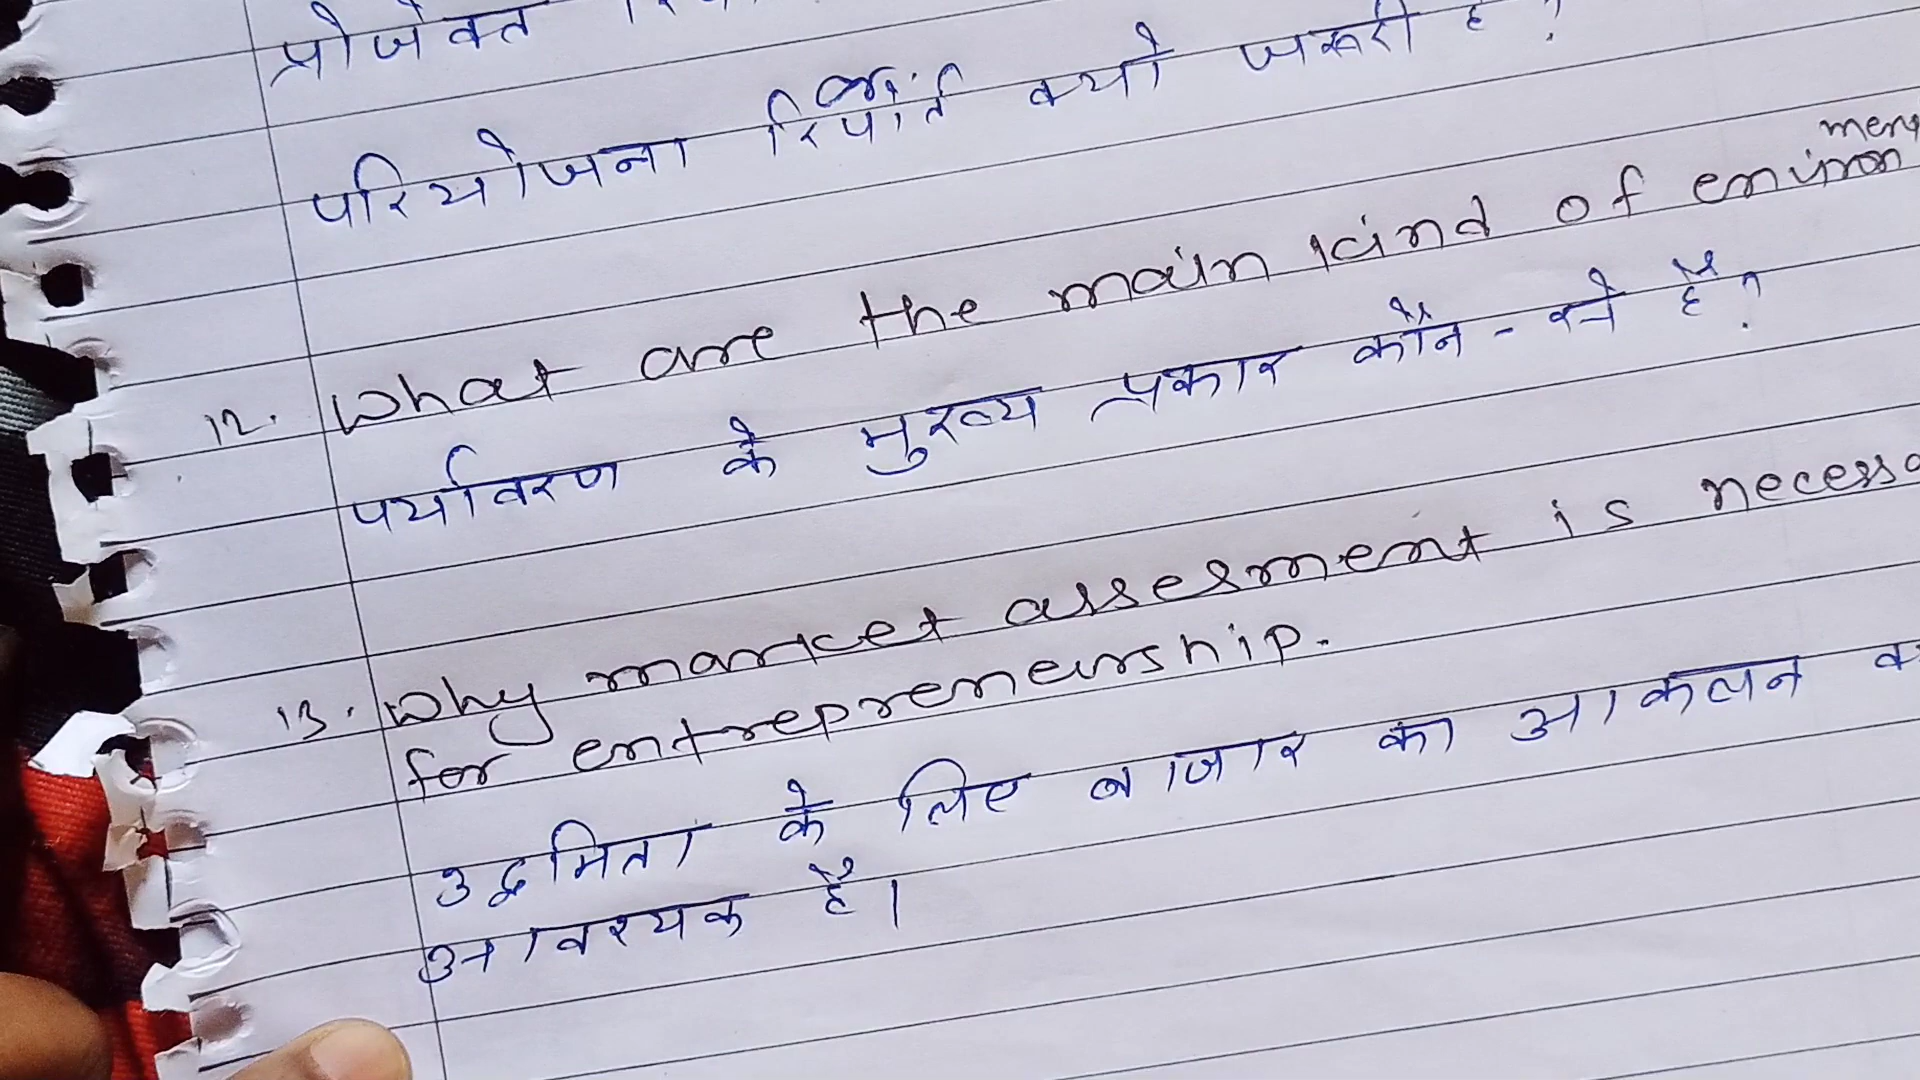 प्रोजेक्ट
or
परियोजना रिपोर्ट क्यो जरूरी है ?
12. What are the main kind of environment
पर्यावरण के मुख्य प्रकार कौन - से हैं ?
13. Why market assesment is
for entrepreneurship.
उद्यमिता के लिए बाजार का आकलन
आवश्यक है।